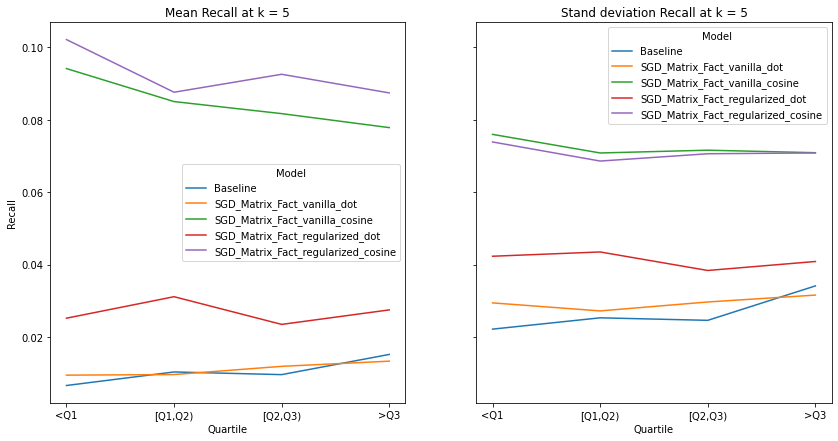 Mean Recall at k = 5
Recall
0.10
0.08
0.06
0.04
0.02
Model
Baseline
SGD_Matrix_Fact_vanilla_dot
SGD_Matrix_Fact_vanilla_cosine
SGD_Matrix_Fact_regularized_dot
SGD_Matrix_Fact_regularized_cosine
<Q1
[Q1,Q2)
[Q2,Q3)
>Q3
Quartile
Stand deviation Recall at k = 5
Model
Baseline
SGD_Matrix_Fact_vanilla_dot
SGD_Matrix_Fact_vanilla_cosine
SGD_Matrix_Fact_regularized_dot
SGD_Matrix_Fact_regularized_cosine
<Q1
[Q1,Q2)
[Q2,Q3)
>Q3
Quartile